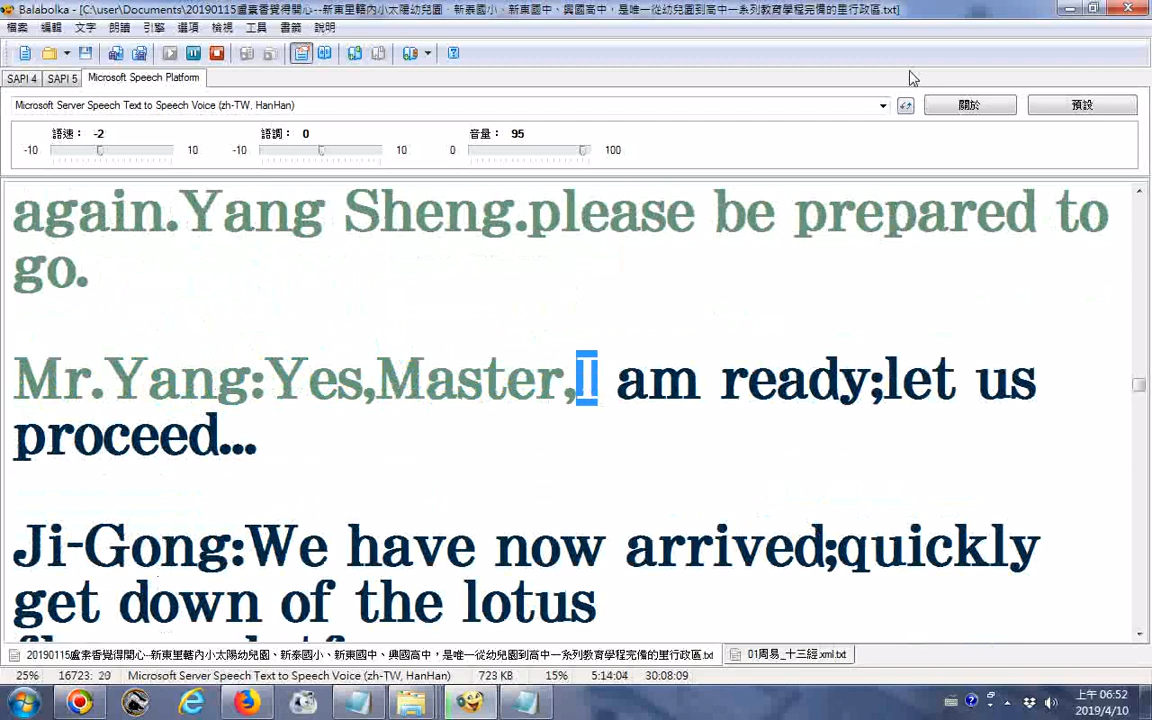 Balabolka - [C:\user\Documents\20190115盧素香覺得開心--新東里轄內小太陽幼兒園、新泰國小、新東國中、興國高中，是唯一從幼兒園到高中一系列教育學程完備的里行政區.txt]
檔案 編輯 文字 朗讀 引擎 選項 檢視 工具 書籤 說明
SAPI 4 SAPI 5 Microsoft Speech Platform
Microsoft Server Speech Text to Speech Voice (zh-TW, HanHan) 關於 預設
語速： -2 語調： 0 音量： 95
-10 10 -10 10 0 100
again.Yang Sheng.please be prepared to
go.
Mr.Yang:Yes,Master,I am ready;let us
proceed...
Ji-Gong:We have now arrived;quickly
get down of the lotus
20190115盧素香覺得開心--新東里轄內小太陽幼兒園、新泰國小、新東國中、興國高中，是唯一從幼兒園到高中一系列教育學程完備的里行政區.txt 01周易_十三經.xml.txt
25% 16723: 20 Microsoft Server Speech Text to Speech Voice (zh-TW, HanHan) 723 KB 15% 5:14:04 30:08:09
上午 06:52
2019/4/10